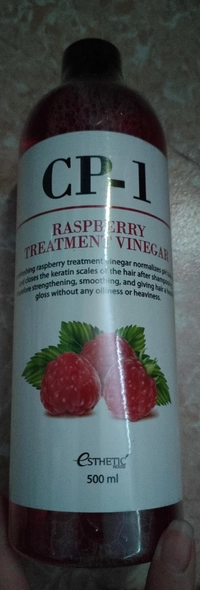 CP-1
RASPBERRY
TREATMENT VINEGAR
raspberry treatment vinegar normalizes
closes the keratin scales of the hair after
strengthening, smoothing, and giving hair a
gloss without any oiliness or heaviness.
eSTHETIC
HOUSE
500 ml